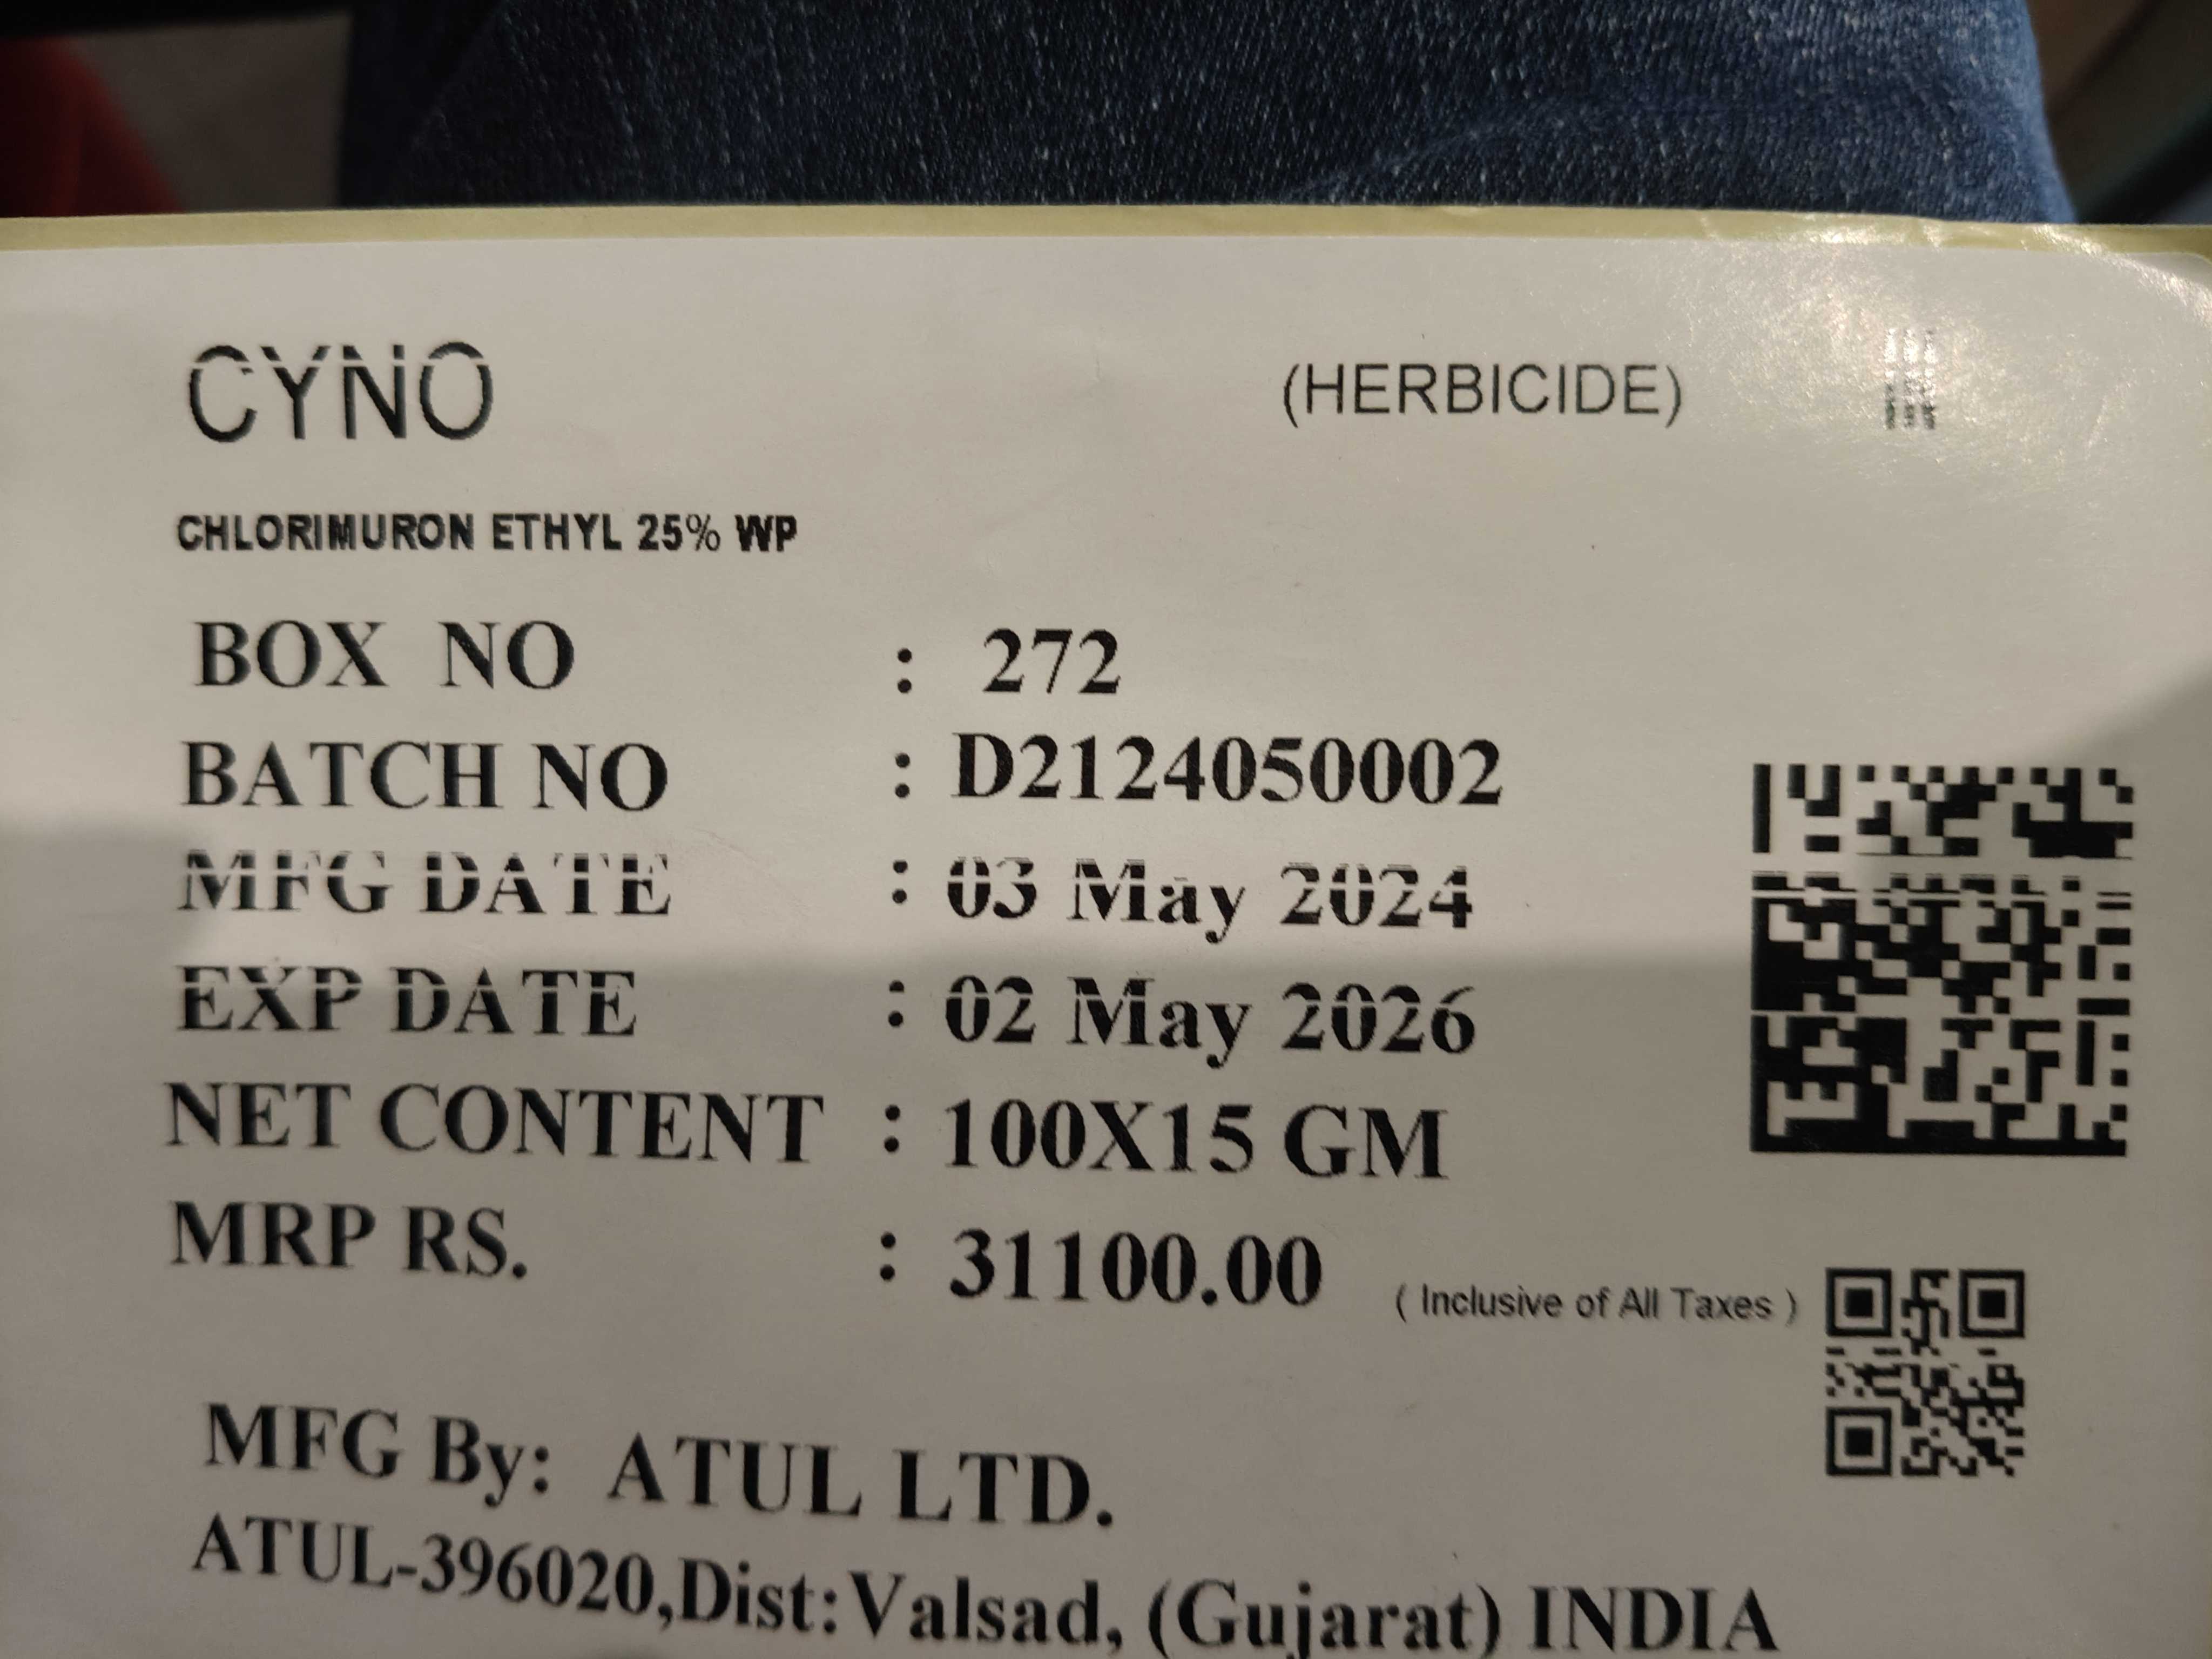 CYNO (HERBICIDE)
CHLORIMURON ETHYL 25% WP
BOX NO : 272
BATCH NO : D2124050002
MFG DATE : 03 May 2024
EXP DATE : 02 May 2026
NET CONTENT : 100X15 GM
MRP RS. : 31100.00 ( Inclusive of All Taxes )
MFG By: ATUL LTD.
ATUL-396020,Dist:Valsad, (Gujarat) INDIA